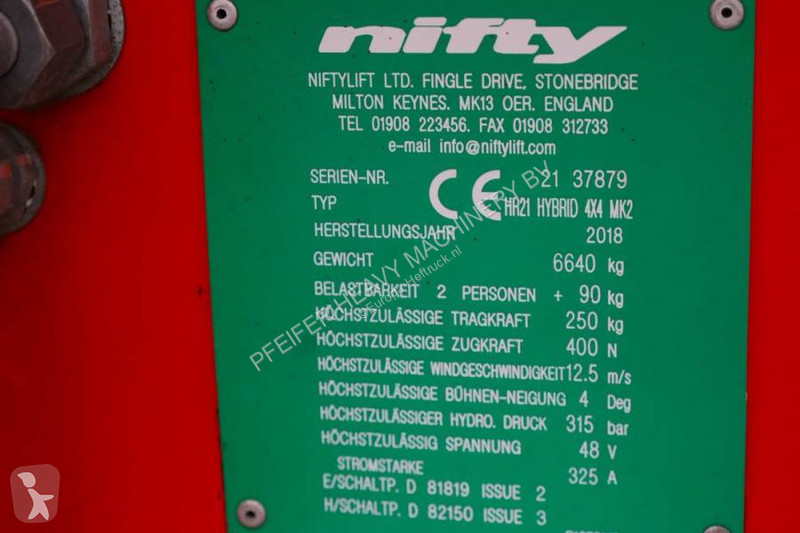 nifty
NIFTYLIFT LTD. FINGLE DRIVE, STONEBRIDGE
MILTON KEYNES. MK13 OER. ENGLAND
TEL 01908 223456. FAX 01908 312733
e-mail info@niftylift.com
SERIEN-NR. 21 37879
TYP CE HR21 HYBRID 4X4 MK2
HERSTELLUNGSJAHR 2018
GEWICHT 6640 kg
BELASTBARKEIT 2 PERSONEN + 90 kg
HÖCHSTZULÄSSIGE TRAGKRAFT 250 kg
HÖCHSTZULÄSSIGE ZUGKRAFT 400 N
HÖCHSTZULÄSSIGE WINDGESCHWINDIGKEIT 12.5 m/s
HÖCHSTZULÄSSIGE BÜHNEN-NEIGUNG 4 Deg
HÖCHSTZULÄSSIGER HYDRO. DRUCK 315 bar
HÖCHSTZULÄSSIG SPANNUNG 48 V
STROMSTARKE 325 A
E/SCHALTP. D 81819 ISSUE 2
H/SCHALTP. D 82150 ISSUE 3
PFEIFER HEAVY MACHINERY BV